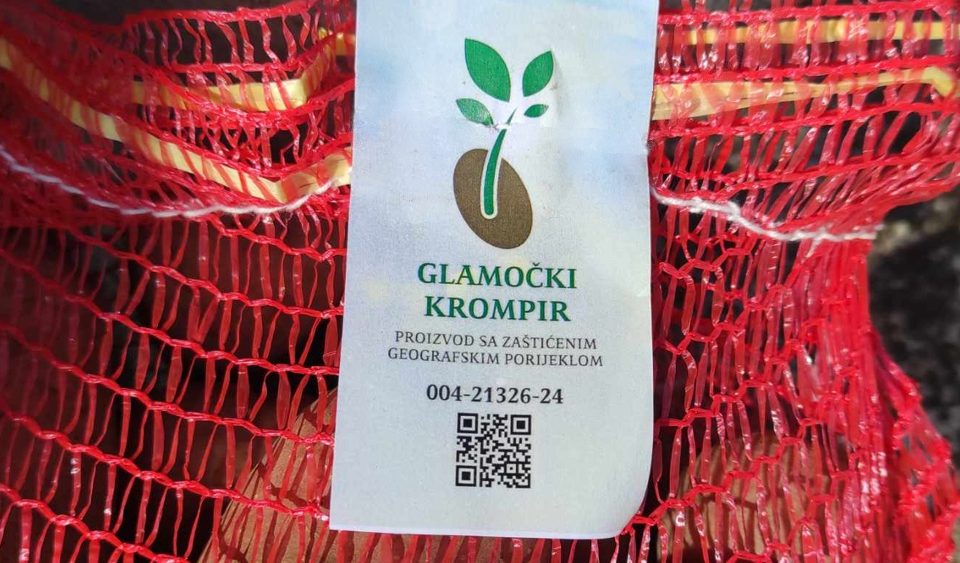 GLAMOČKI
KROMPIR
PROIZVOD SA ZAŠTIĆENIM
GEOGRAFSKIM PORIJEKLOM
004-21326-24